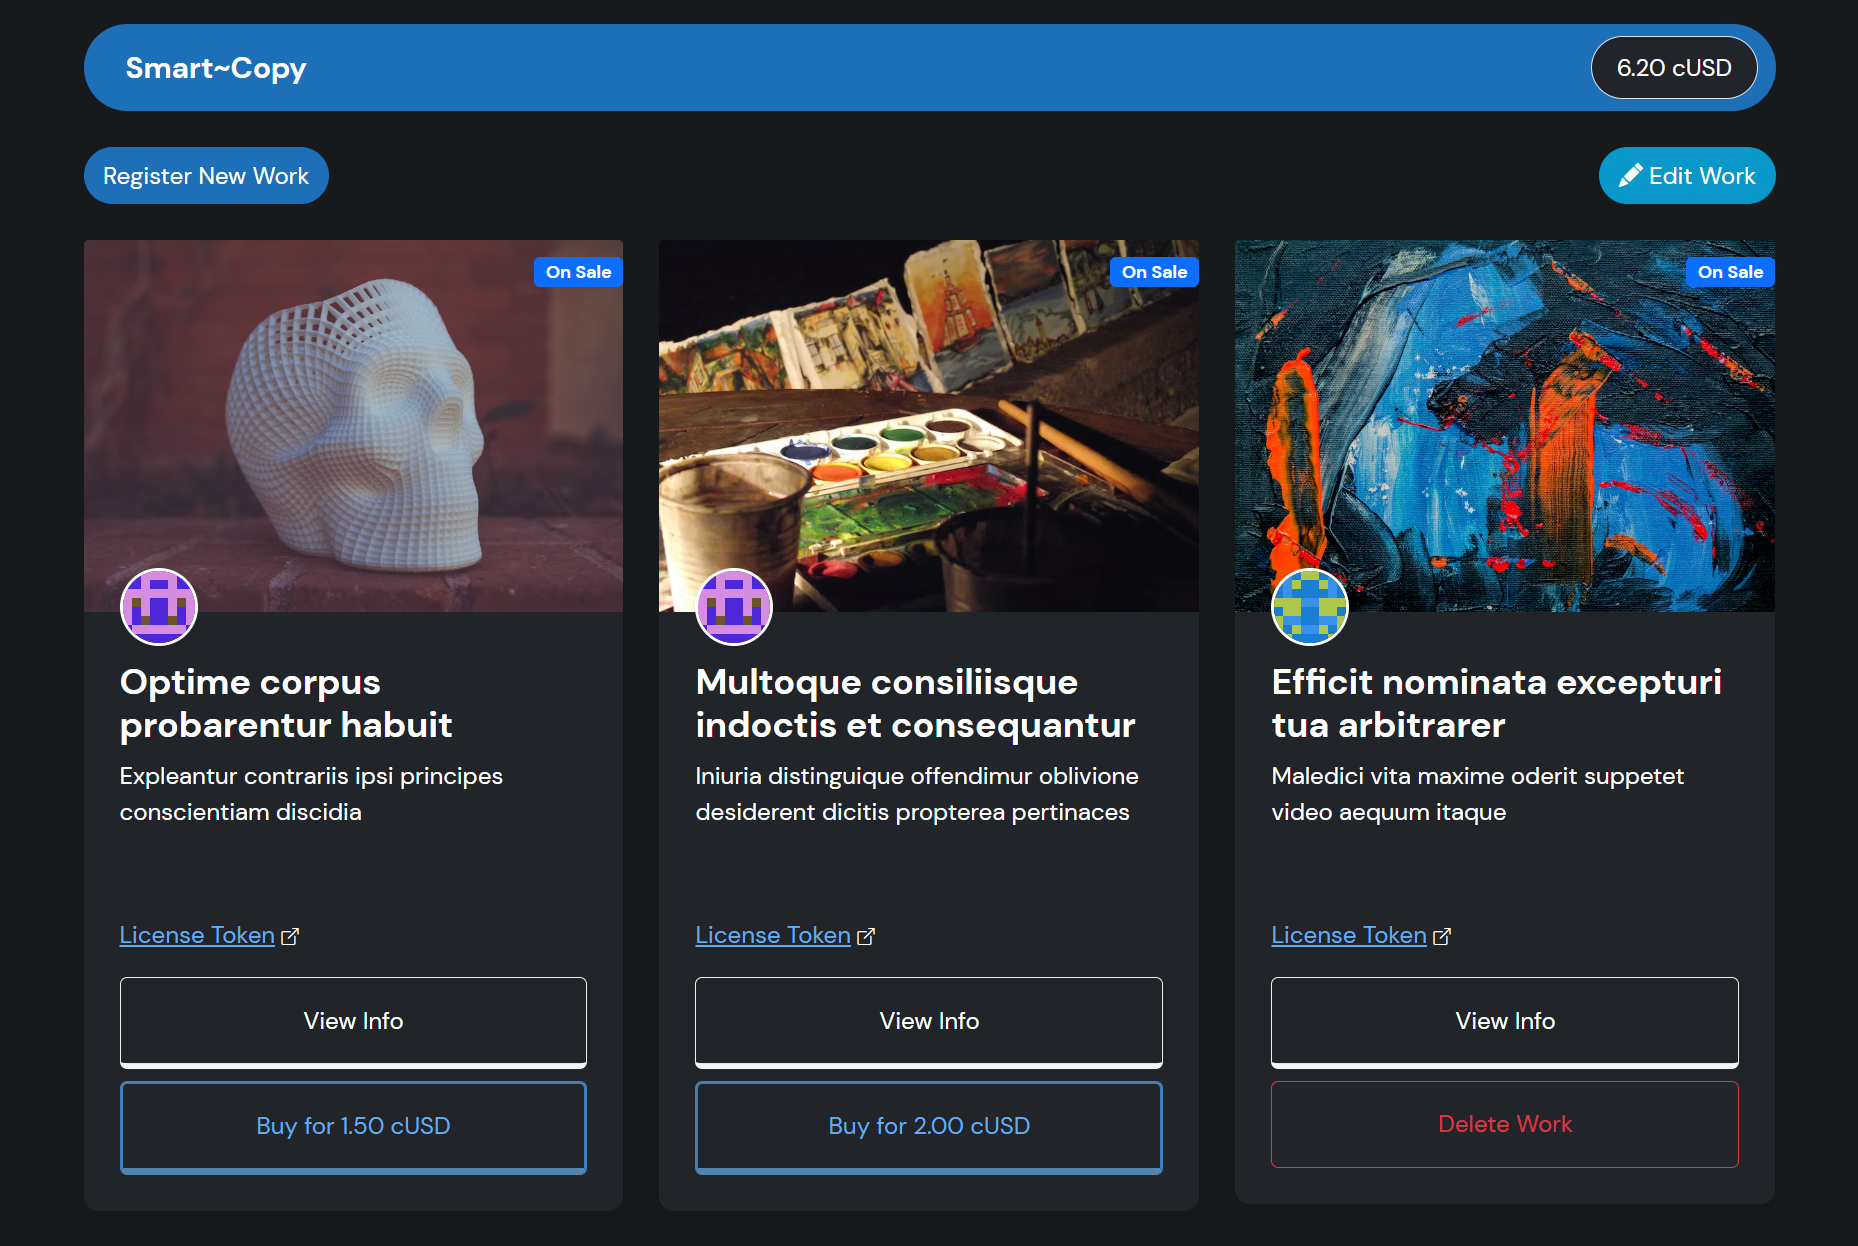 Smart~Copy
6.20 cUSD
Register New Work
Edit Work
On Sale
Optime corpus
probarentur habuit
Expleantur contrariis ipsi principes
conscientiam discidia
License Token
View Info
Buy for 1.50 cUSD
On Sale
Multoque consiliisque
indoctis et consequantur
Iniuria distinguique offendimur oblivione
desiderent dicitis propterea pertinaces
License Token
View Info
Buy for 2.00 cUSD
On Sale
Efficit nominata excepturi
tua arbitrarer
Maledici vita maxime oderit suppetet
video aequum itaque
License Token
View Info
Delete Work